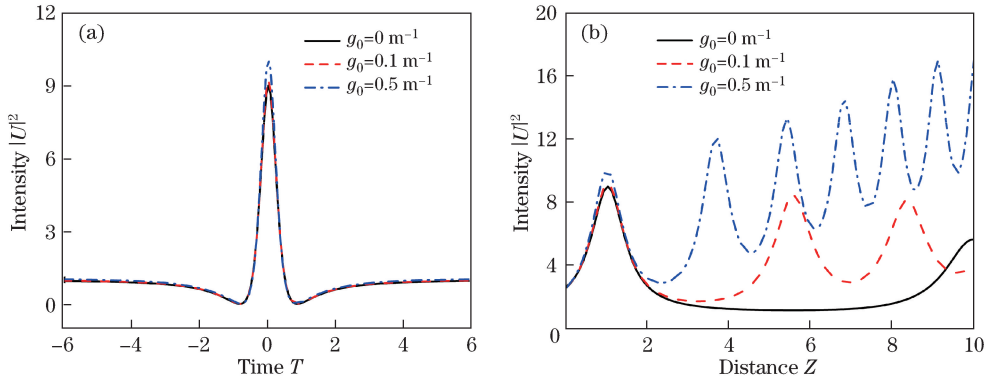 (a)
g₀=0 m⁻¹
g₀=0.1 m⁻¹
g₀=0.5 m⁻¹
12
9
6
3
0
Intensity |U|²
−6 −4 −2 0 2 4 6
Time T
(b)
g₀=0 m⁻¹
g₀=0.1 m⁻¹
g₀=0.5 m⁻¹
20
16
12
8
4
0
Intensity |U|²
2 4 6 8 10
Distance Z